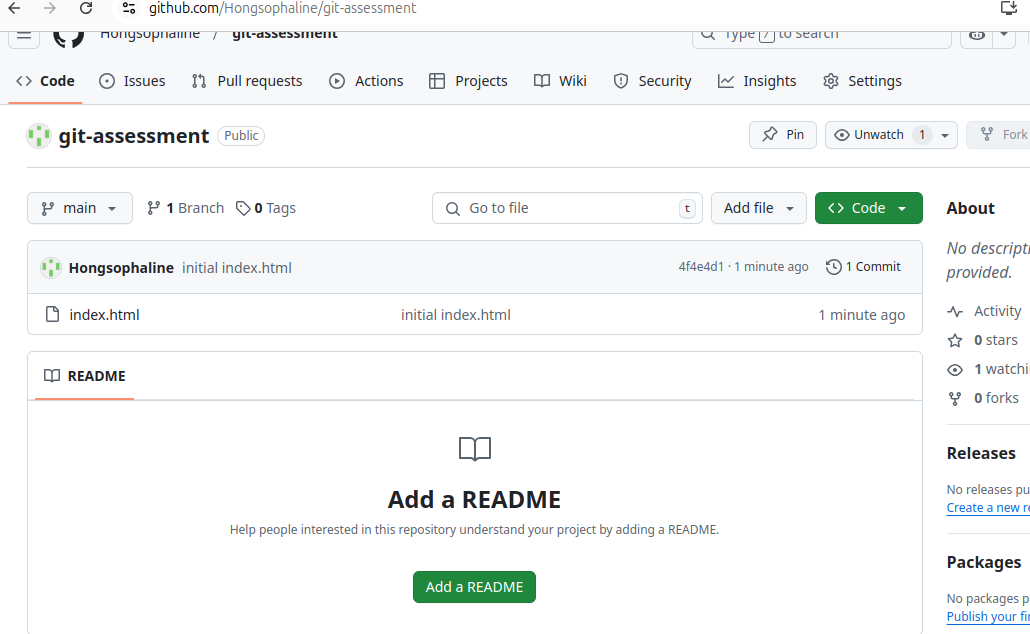 github.com/Hongsophaline/git-assessment
Hongsophaline / git-assessment
Type / to search
Code Issues Pull requests Actions Projects Wiki Security Insights Settings
git-assessment Public
Pin Unwatch 1 Fork
main 1 Branch 0 Tags Go to file t Add file Code
Hongsophaline initial index.html 4f4e4d1 · 1 minute ago 1 Commit
index.html initial index.html 1 minute ago
README
Add a README
Help people interested in this repository understand your project by adding a README.
Add a README
About
No descripti
provided.
Activity
0 stars
1 watchi
0 forks
Releases
No releases pu
Create a new re
Packages
No packages p
Publish your fir